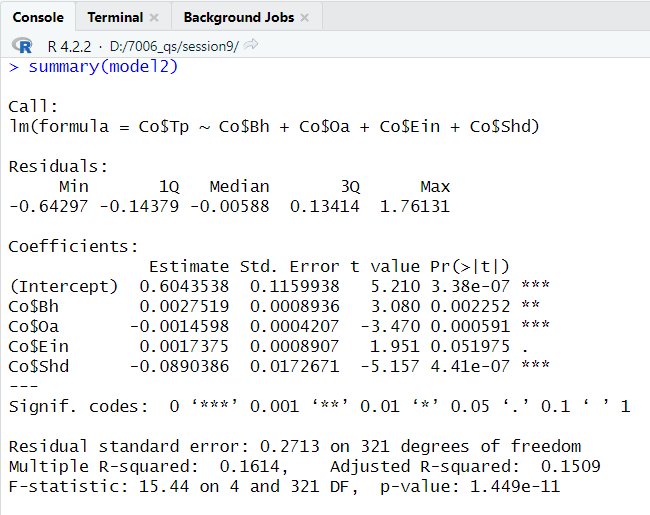 Console Terminal × Background Jobs ×
R R 4.2.2 · D:/7006_qs/session9/
> summary(model2)
Call:
lm(formula = Co$Tp ~ Co$Bh + Co$Oa + Co$Ein + Co$Shd)
Residuals:
     Min       1Q   Median       3Q      Max
-0.64297 -0.14379 -0.00588  0.13414  1.76131
Coefficients:
              Estimate Std. Error t value Pr(>|t|)
(Intercept)  0.6043538  0.1159938   5.210 3.38e-07 ***
Co$Bh        0.0027519  0.0008936   3.080 0.002252 **
Co$Oa       -0.0014598  0.0004207  -3.470 0.000591 ***
Co$Ein       0.0017375  0.0008907   1.951 0.051975 .
Co$Shd      -0.0890386  0.0172671  -5.157 4.41e-07 ***
---
Signif. codes:  0 ‘***’ 0.001 ‘**’ 0.01 ‘*’ 0.05 ‘.’ 0.1 ‘ ’ 1
Residual standard error: 0.2713 on 321 degrees of freedom
Multiple R-squared:  0.1614,    Adjusted R-squared:  0.1509
F-statistic: 15.44 on 4 and 321 DF,  p-value: 1.449e-11